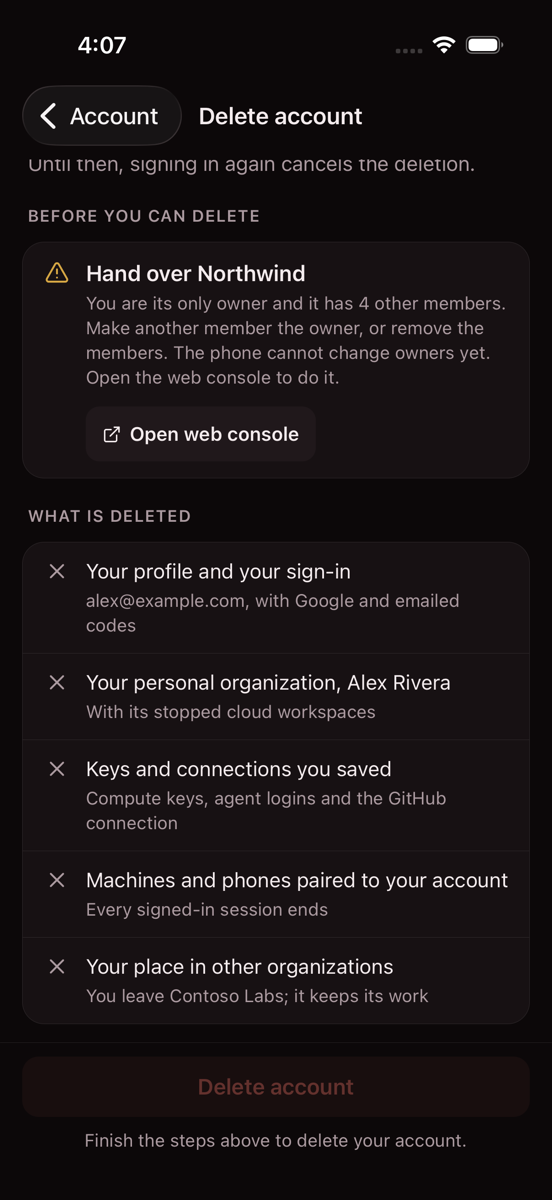 4:07
Account
Delete account
Until then, signing in again cancels the deletion.
BEFORE YOU CAN DELETE
Hand over Northwind
You are its only owner and it has 4 other members.
Make another member the owner, or remove the
members. The phone cannot change owners yet.
Open the web console to do it.
Open web console
WHAT IS DELETED
Your profile and your sign-in
alex@example.com, with Google and emailed
codes
Your personal organization, Alex Rivera
With its stopped cloud workspaces
Keys and connections you saved
Compute keys, agent logins and the GitHub
connection
Machines and phones paired to your account
Every signed-in session ends
Your place in other organizations
You leave Contoso Labs; it keeps its work
Delete account
Finish the steps above to delete your account.